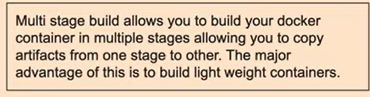 Multi stage build allows you to build your docker
container in multiple stages allowing you to copy
artifacts from one stage to other. The major
advantage of this is to build light weight containers.